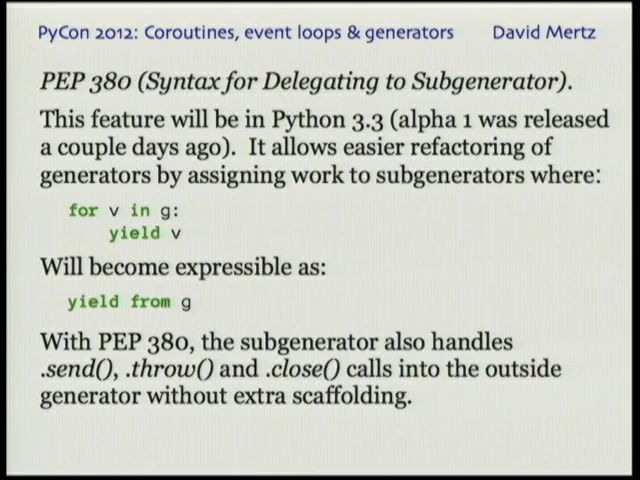 PyCon 2012: Coroutines, event loops & generators David Mertz
PEP 380 (Syntax for Delegating to Subgenerator).
This feature will be in Python 3.3 (alpha 1 was released
a couple days ago). It allows easier refactoring of
generators by assigning work to subgenerators where:
for v in g:
    yield v
Will become expressible as:
yield from g
With PEP 380, the subgenerator also handles
.send(), .throw() and .close() calls into the outside
generator without extra scaffolding.